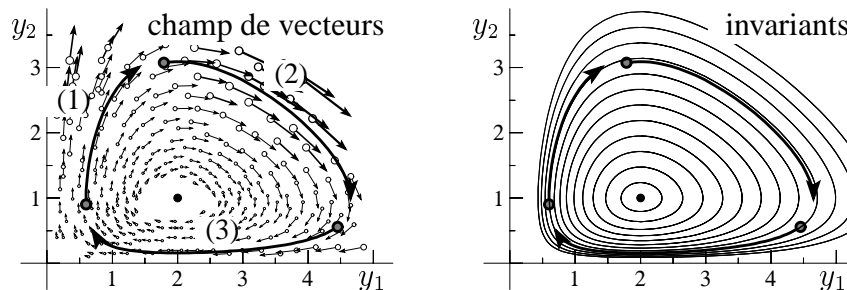 y2 champ de vecteurs
3
(2)
(1)
2
1
(3)
1 2 3 4 y1
y2 invariants
3
2
1
1 2 3 4 y1